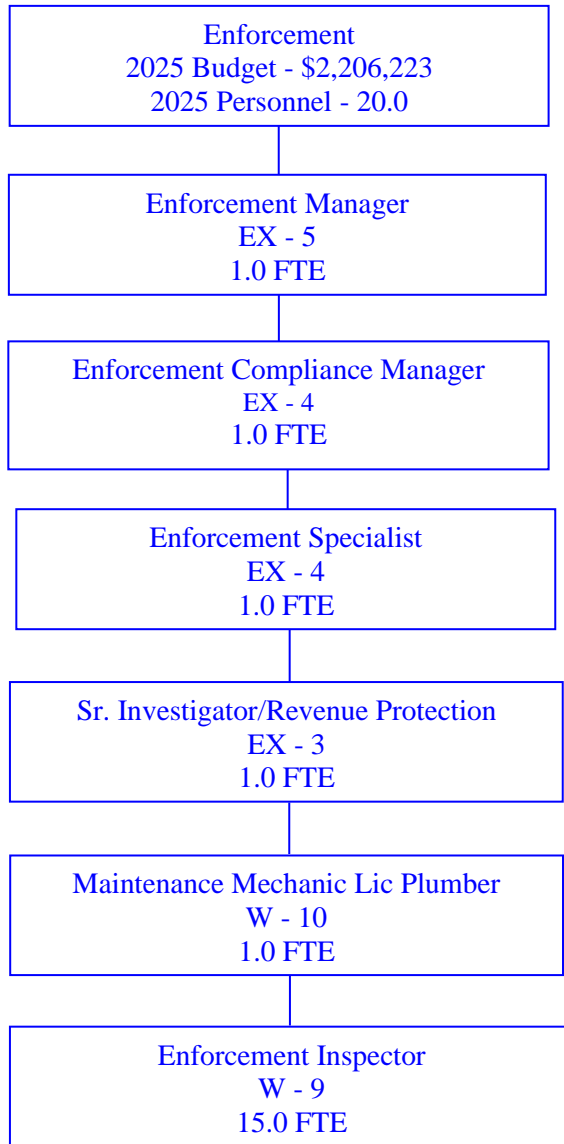 Enforcement
2025 Budget - $2,206,223
2025 Personnel - 20.0
Enforcement Manager
EX - 5
1.0 FTE
Enforcement Compliance Manager
EX - 4
1.0 FTE
Enforcement Specialist
EX - 4
1.0 FTE
Sr. Investigator/Revenue Protection
EX - 3
1.0 FTE
Maintenance Mechanic Lic Plumber
W - 10
1.0 FTE
Enforcement Inspector
W - 9
15.0 FTE